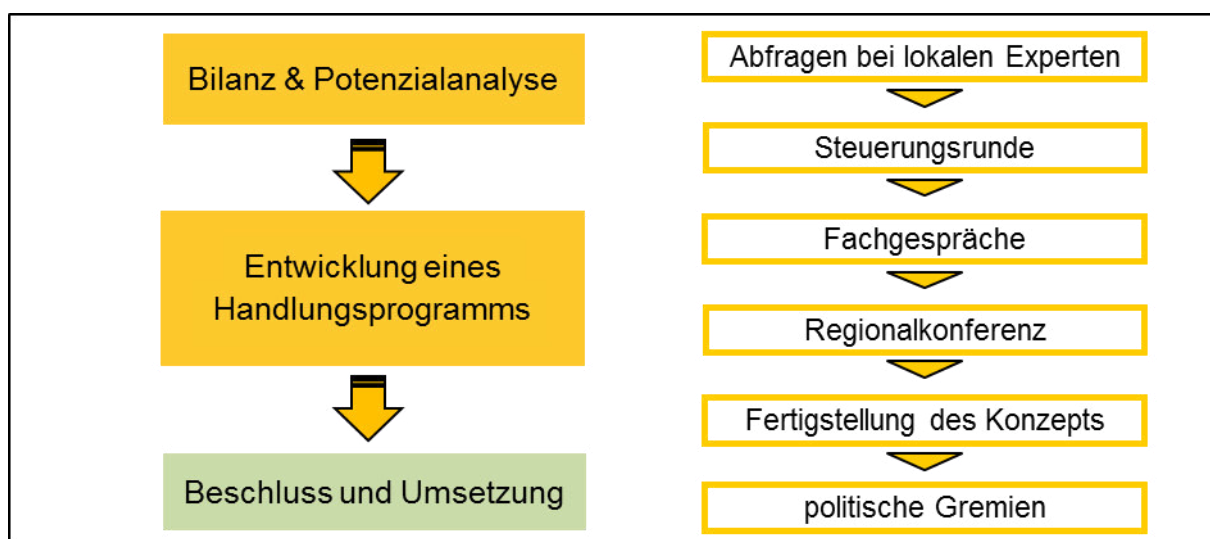 Bilanz & Potenzialanalyse
Entwicklung eines
Handlungsprogramms
Beschluss und Umsetzung
Abfragen bei lokalen Experten
Steuerungsrunde
Fachgespräche
Regionalkonferenz
Fertigstellung des Konzepts
politische Gremien